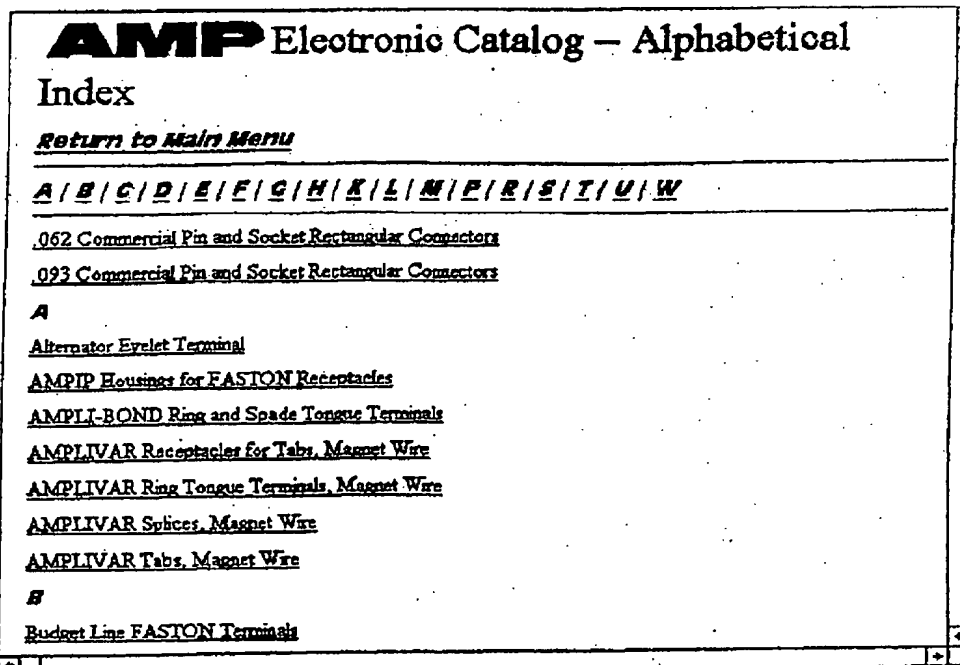 AMP Electronic Catalog – Alphabetical
Index
Return to Main Menu
A / B / C / D / E / F / G / H / K / L / M / P / R / S / T / U / W
.062 Commercial Pin and Socket Rectangular Connectors
.093 Commercial Pin and Socket Rectangular Connectors
A
Alternator Eyelet Terminal
AMPIP Housings for FASTON Receptacles
AMPLI-BOND Ring and Spade Tongue Terminals
AMPLIVAR Receptacles for Tabs, Magnet Wire
AMPLIVAR Ring Tongue Terminals, Magnet Wire
AMPLIVAR Splices, Magnet Wire
AMPLIVAR Tabs, Magnet Wire
B
Budget Line FASTON Terminals